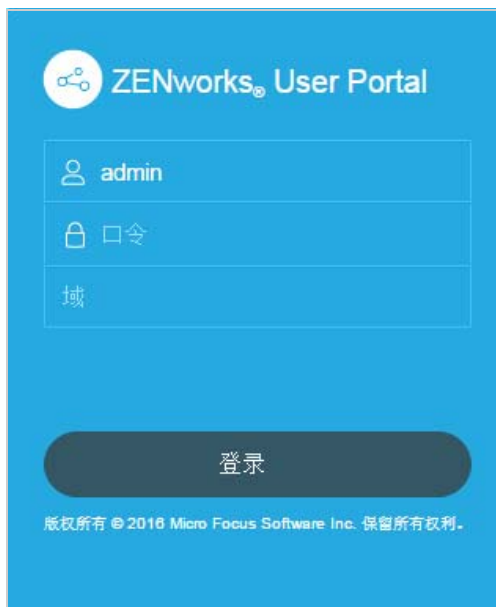 ZENworks® User Portal
admin
口令
域
登录
版权所有 © 2016 Micro Focus Software Inc. 保留所有权利。